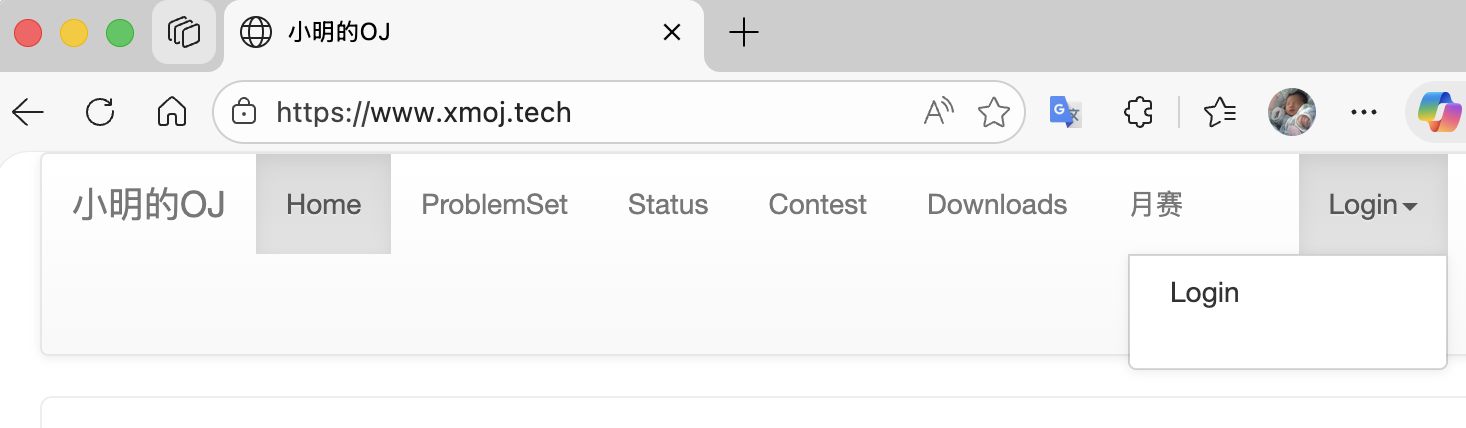 小明的OJ
https://www.xmoj.tech
小明的OJ Home ProblemSet Status Contest Downloads 月赛 Login
Login